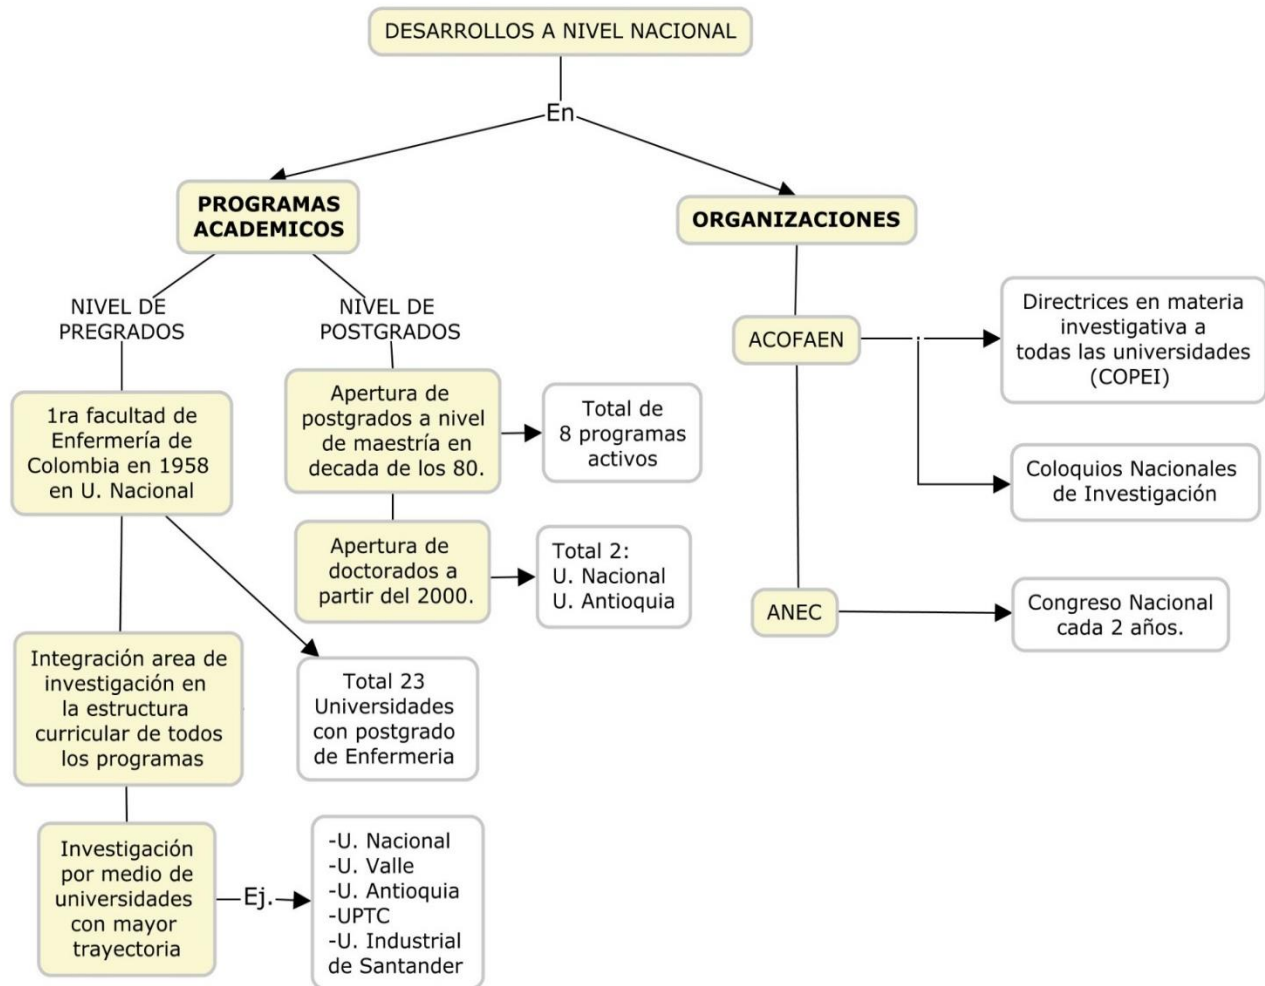 DESARROLLOS A NIVEL NACIONAL
En
PROGRAMAS
ACADEMICOS
NIVEL DE
PREGRADOS
1ra facultad de
Enfermería de
Colombia en 1958
en U. Nacional
Integración area de
investigación en
la estructura
curricular de todos
los programas
Investigación
por medio de
universidades
con mayor
trayectoria
Ej.
-U. Nacional
-U. Valle
-U. Antioquia
-UPTC
-U. Industrial
de Santander
Total 23
Universidades
con postgrado
de Enfermeria
NIVEL DE
POSTGRADOS
Apertura de
postgrados a nivel
de maestría en
decada de los 80.
Total de
8 programas
activos
Apertura de
doctorados a
partir del 2000.
Total 2:
U. Nacional
U. Antioquia
ORGANIZACIONES
ACOFAEN
Directrices en materia
investigativa a
todas las universidades
(COPEI)
Coloquios Nacionales
de Investigación
ANEC
Congreso Nacional
cada 2 años.